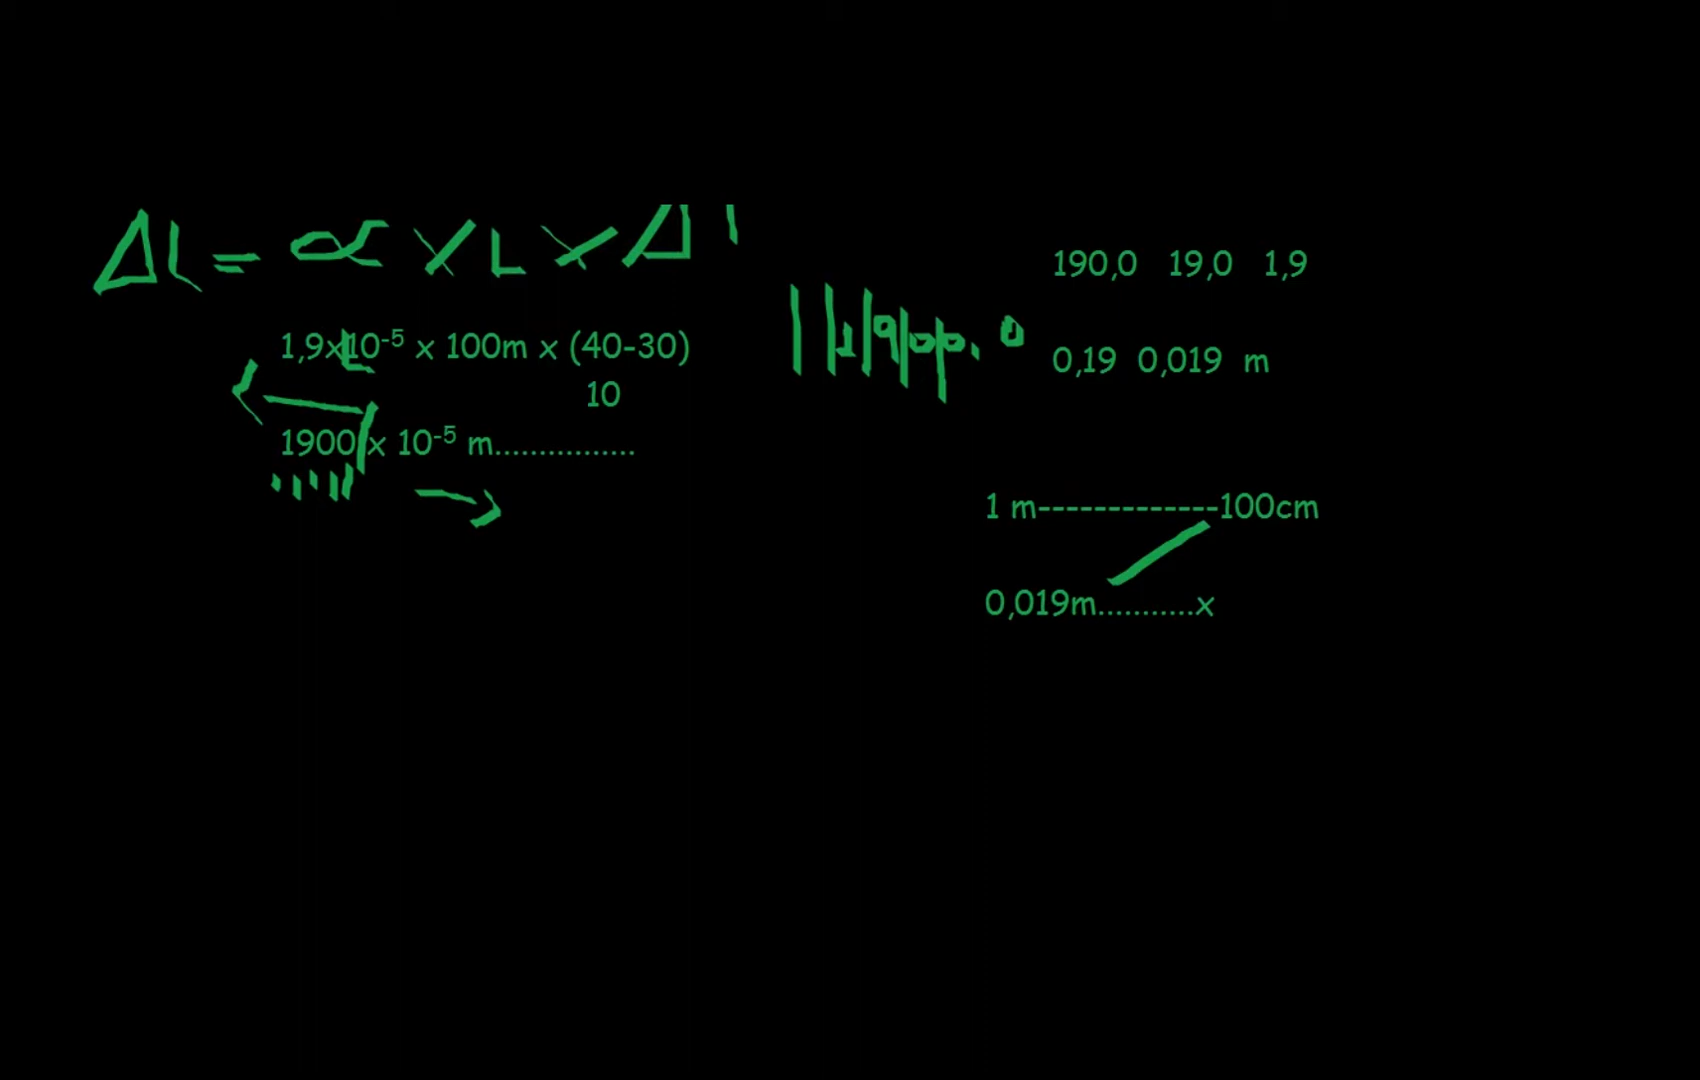 Δl = α x L x Δ
1,9x10⁻⁵ x 100m x (40-30)
10
1900 x 10⁻⁵ m................
190,0 19,0 1,9
0,19 0,019 m
1 m-------------100cm
0,019m...........x